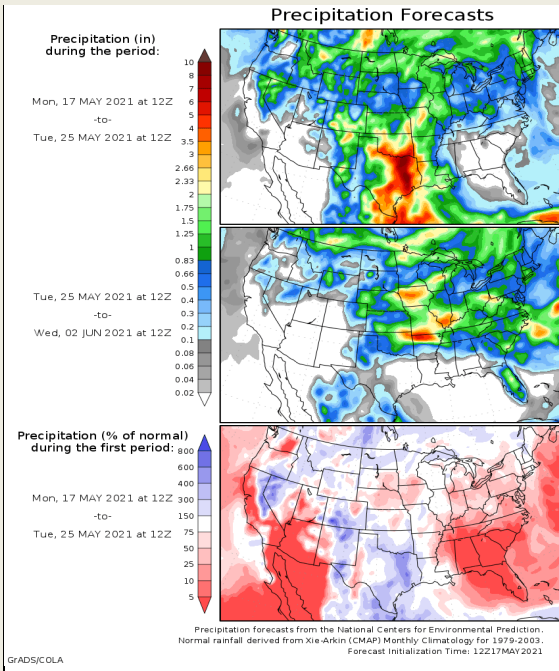 Precipitation Forecasts
Precipitation (in)
during the period:
Mon, 17 MAY 2021 at 12Z
-to-
Tue, 25 MAY 2021 at 12Z
10
8
7
6
5
4
3.5
3
2.66
2.33
2
1.75
1.5
1.25
1
0.83
0.66
0.5
0.4
0.3
0.2
0.1
0.08
0.06
0.04
0.02
Tue, 25 MAY 2021 at 12Z
-to-
Wed, 02 JUN 2021 at 12Z
Precipitation (% of normal)
during the first period:
Mon, 17 MAY 2021 at 12Z
-to-
Tue, 25 MAY 2021 at 12Z
800
600
400
300
150
75
50
25
10
5
Precipitation forecasts from the National Centers for Environmental Prediction.
Normal rainfall derived from Xie-Arkin (CMAP) Monthly Climatology for 1979-2003.
Forecast Initialization Time: 12Z17MAY2021
GrADS/COLA